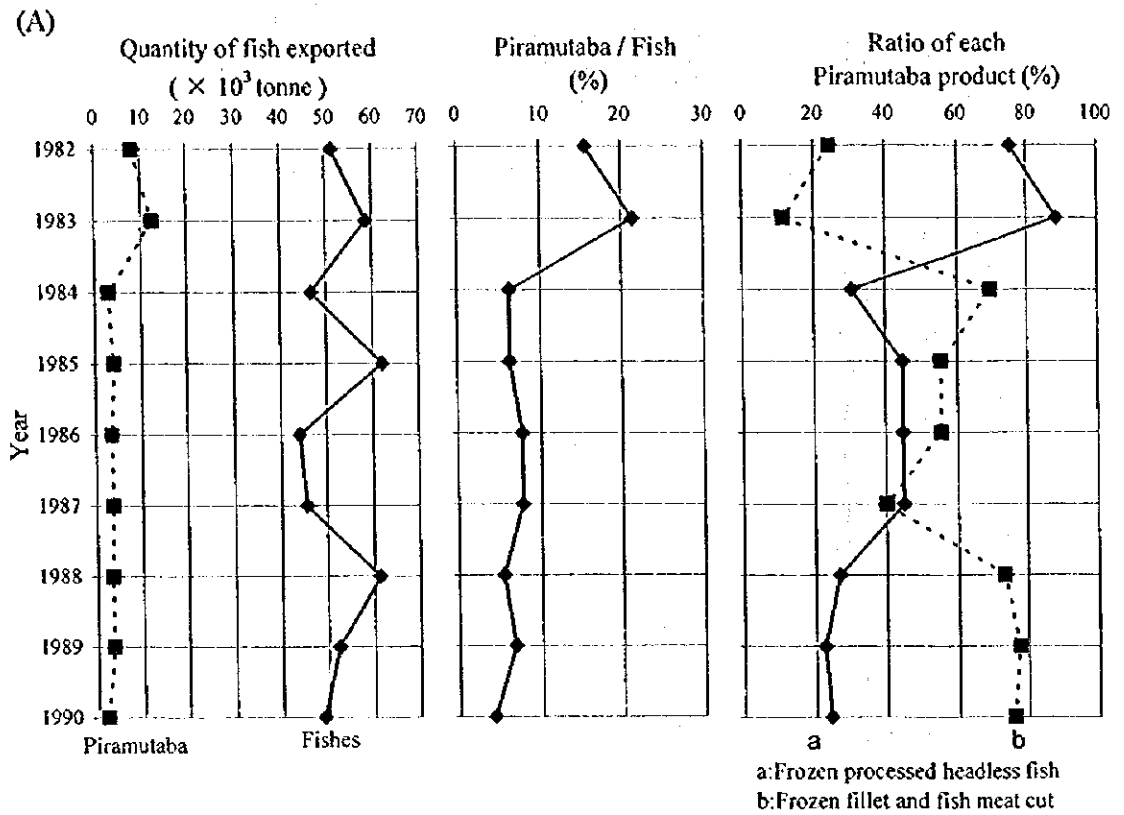 (A)
Quantity of fish exported
( × 10³ tonne )
0 10 20 30 40 50 60 70
Piramutaba / Fish
(%)
0 10 20 30
Ratio of each
Piramutaba product (%)
0 20 40 60 80 100
Year
1982
1983
1984
1985
1986
1987
1988
1989
1990
Piramutaba
Fishes
a
b
a:Frozen processed headless fish
b:Frozen fillet and fish meat cut